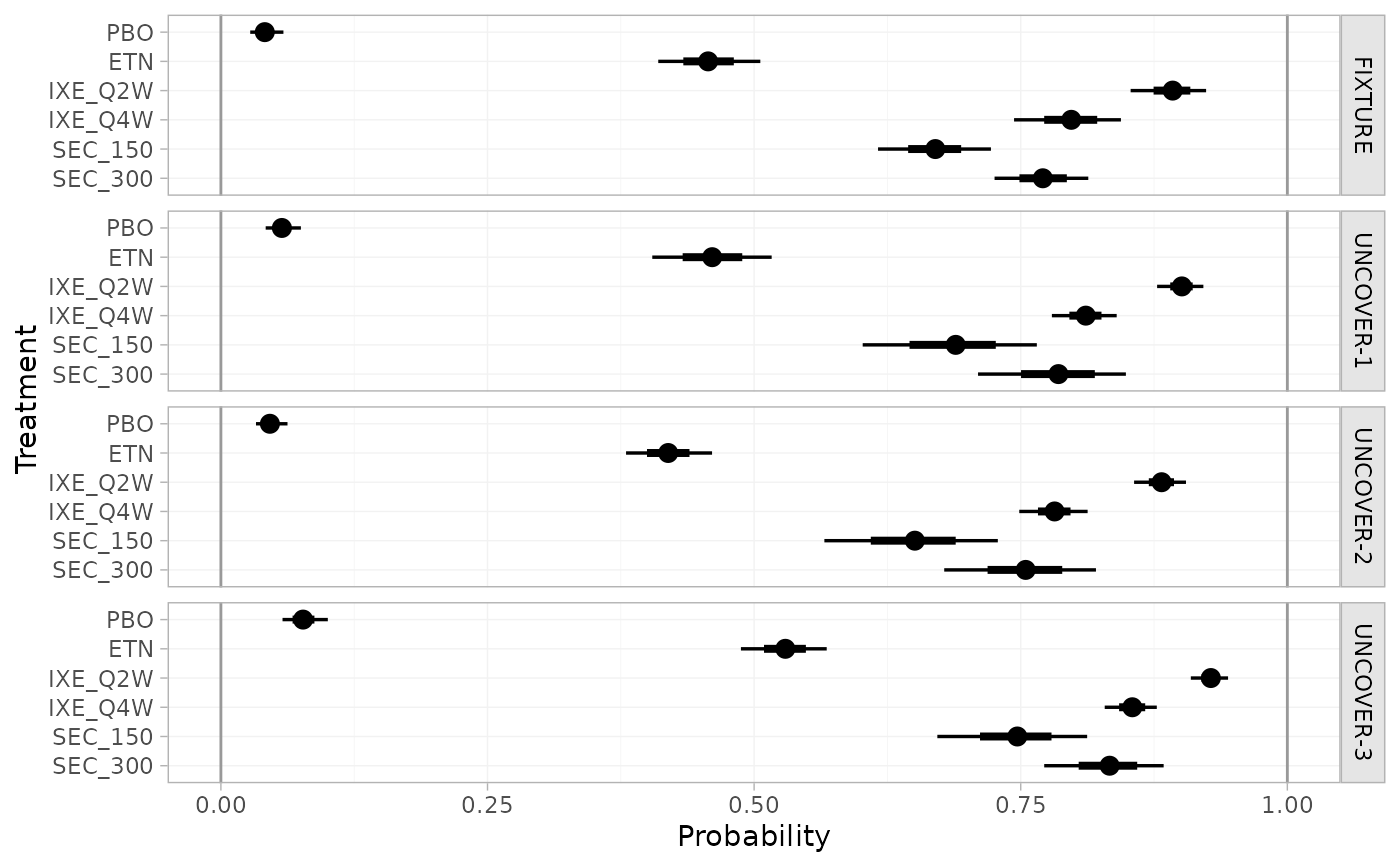 PBO
ETN
IXE_Q2W
IXE_Q4W
SEC_150
SEC_300
FIXTURE
PBO
ETN
IXE_Q2W
IXE_Q4W
SEC_150
SEC_300
UNCOVER-1
PBO
ETN
IXE_Q2W
IXE_Q4W
SEC_150
SEC_300
UNCOVER-2
PBO
ETN
IXE_Q2W
IXE_Q4W
SEC_150
SEC_300
UNCOVER-3
Treatment
0.00 0.25 0.50 0.75 1.00
Probability